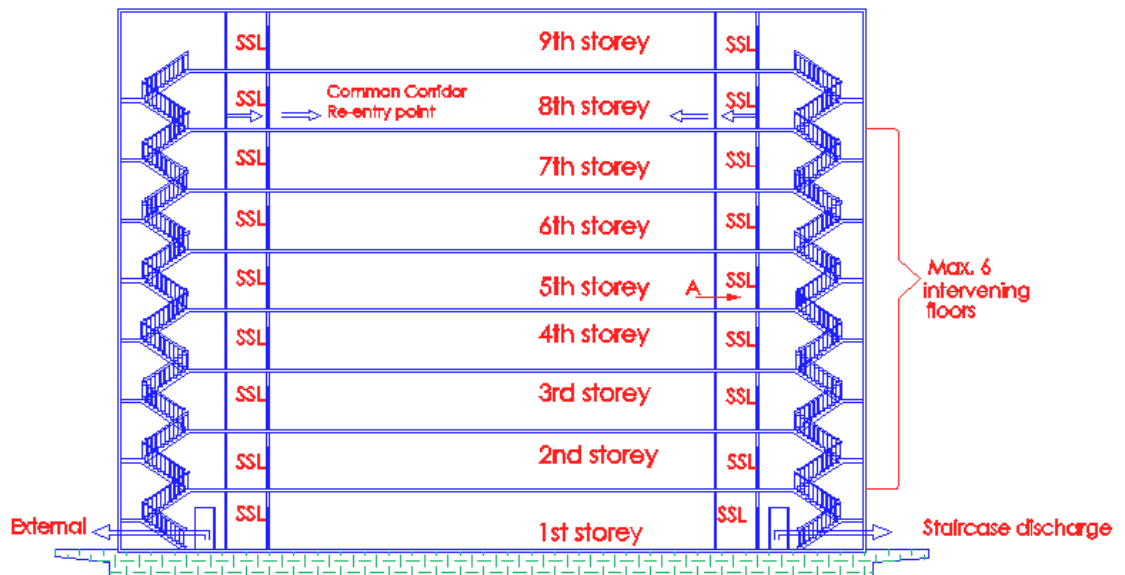 SSL 9th storey SSL
SSL Common Corridor 8th storey SSL
Re-entry point
SSL 7th storey SSL
SSL 6th storey SSL
SSL 5th storey A SSL
Max. 6
intervening
floors
SSL 4th storey SSL
SSL 3rd storey SSL
SSL 2nd storey SSL
SSL SSL
External 1st storey Staircase discharge